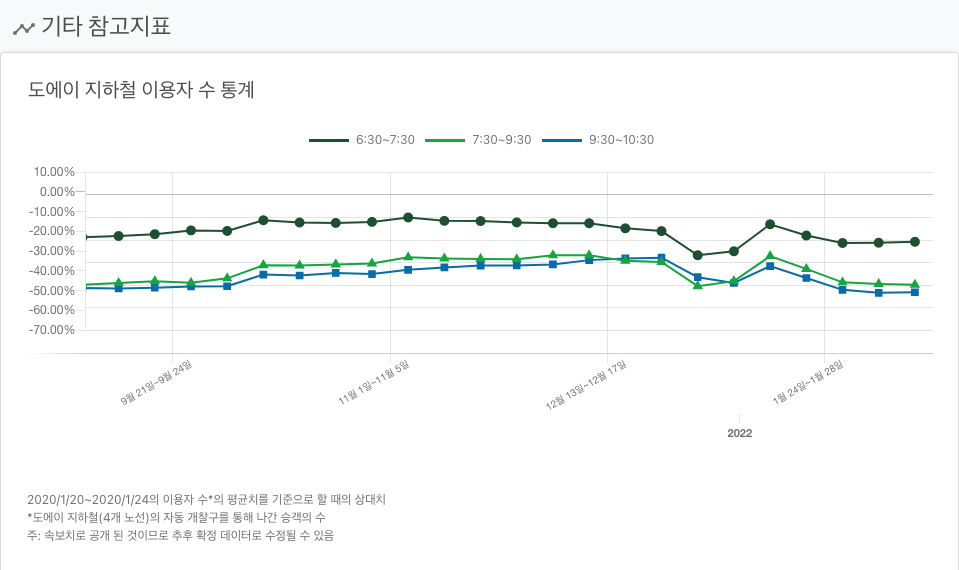 기타 참고지표
도에이 지하철 이용자 수 통계
6:30~7:30 7:30~9:30 9:30~10:30
10.00%
0.00%
-10.00%
-20.00%
-30.00%
-40.00%
-50.00%
-60.00%
-70.00%
9월 21일~9월 24일
11월 1일~11월 5일
12월 13일~12월 17일
1월 24일~1월 28일
2022
2020/1/20~2020/1/24의 이용자 수*의 평균치를 기준으로 할 때의 상대치
*도에이 지하철(4개 노선)의 자동 개찰구를 통해 나간 승객의 수
주: 속보치로 공개 된 것이므로 추후 확정 데이터로 수정될 수 있음